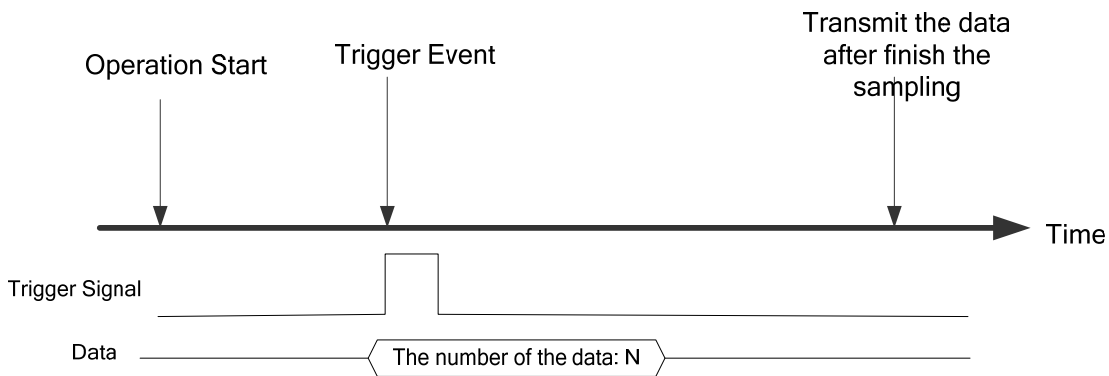 Operation Start
Trigger Event
Transmit the data
after finish the
sampling
Time
Trigger Signal
Data
The number of the data: N